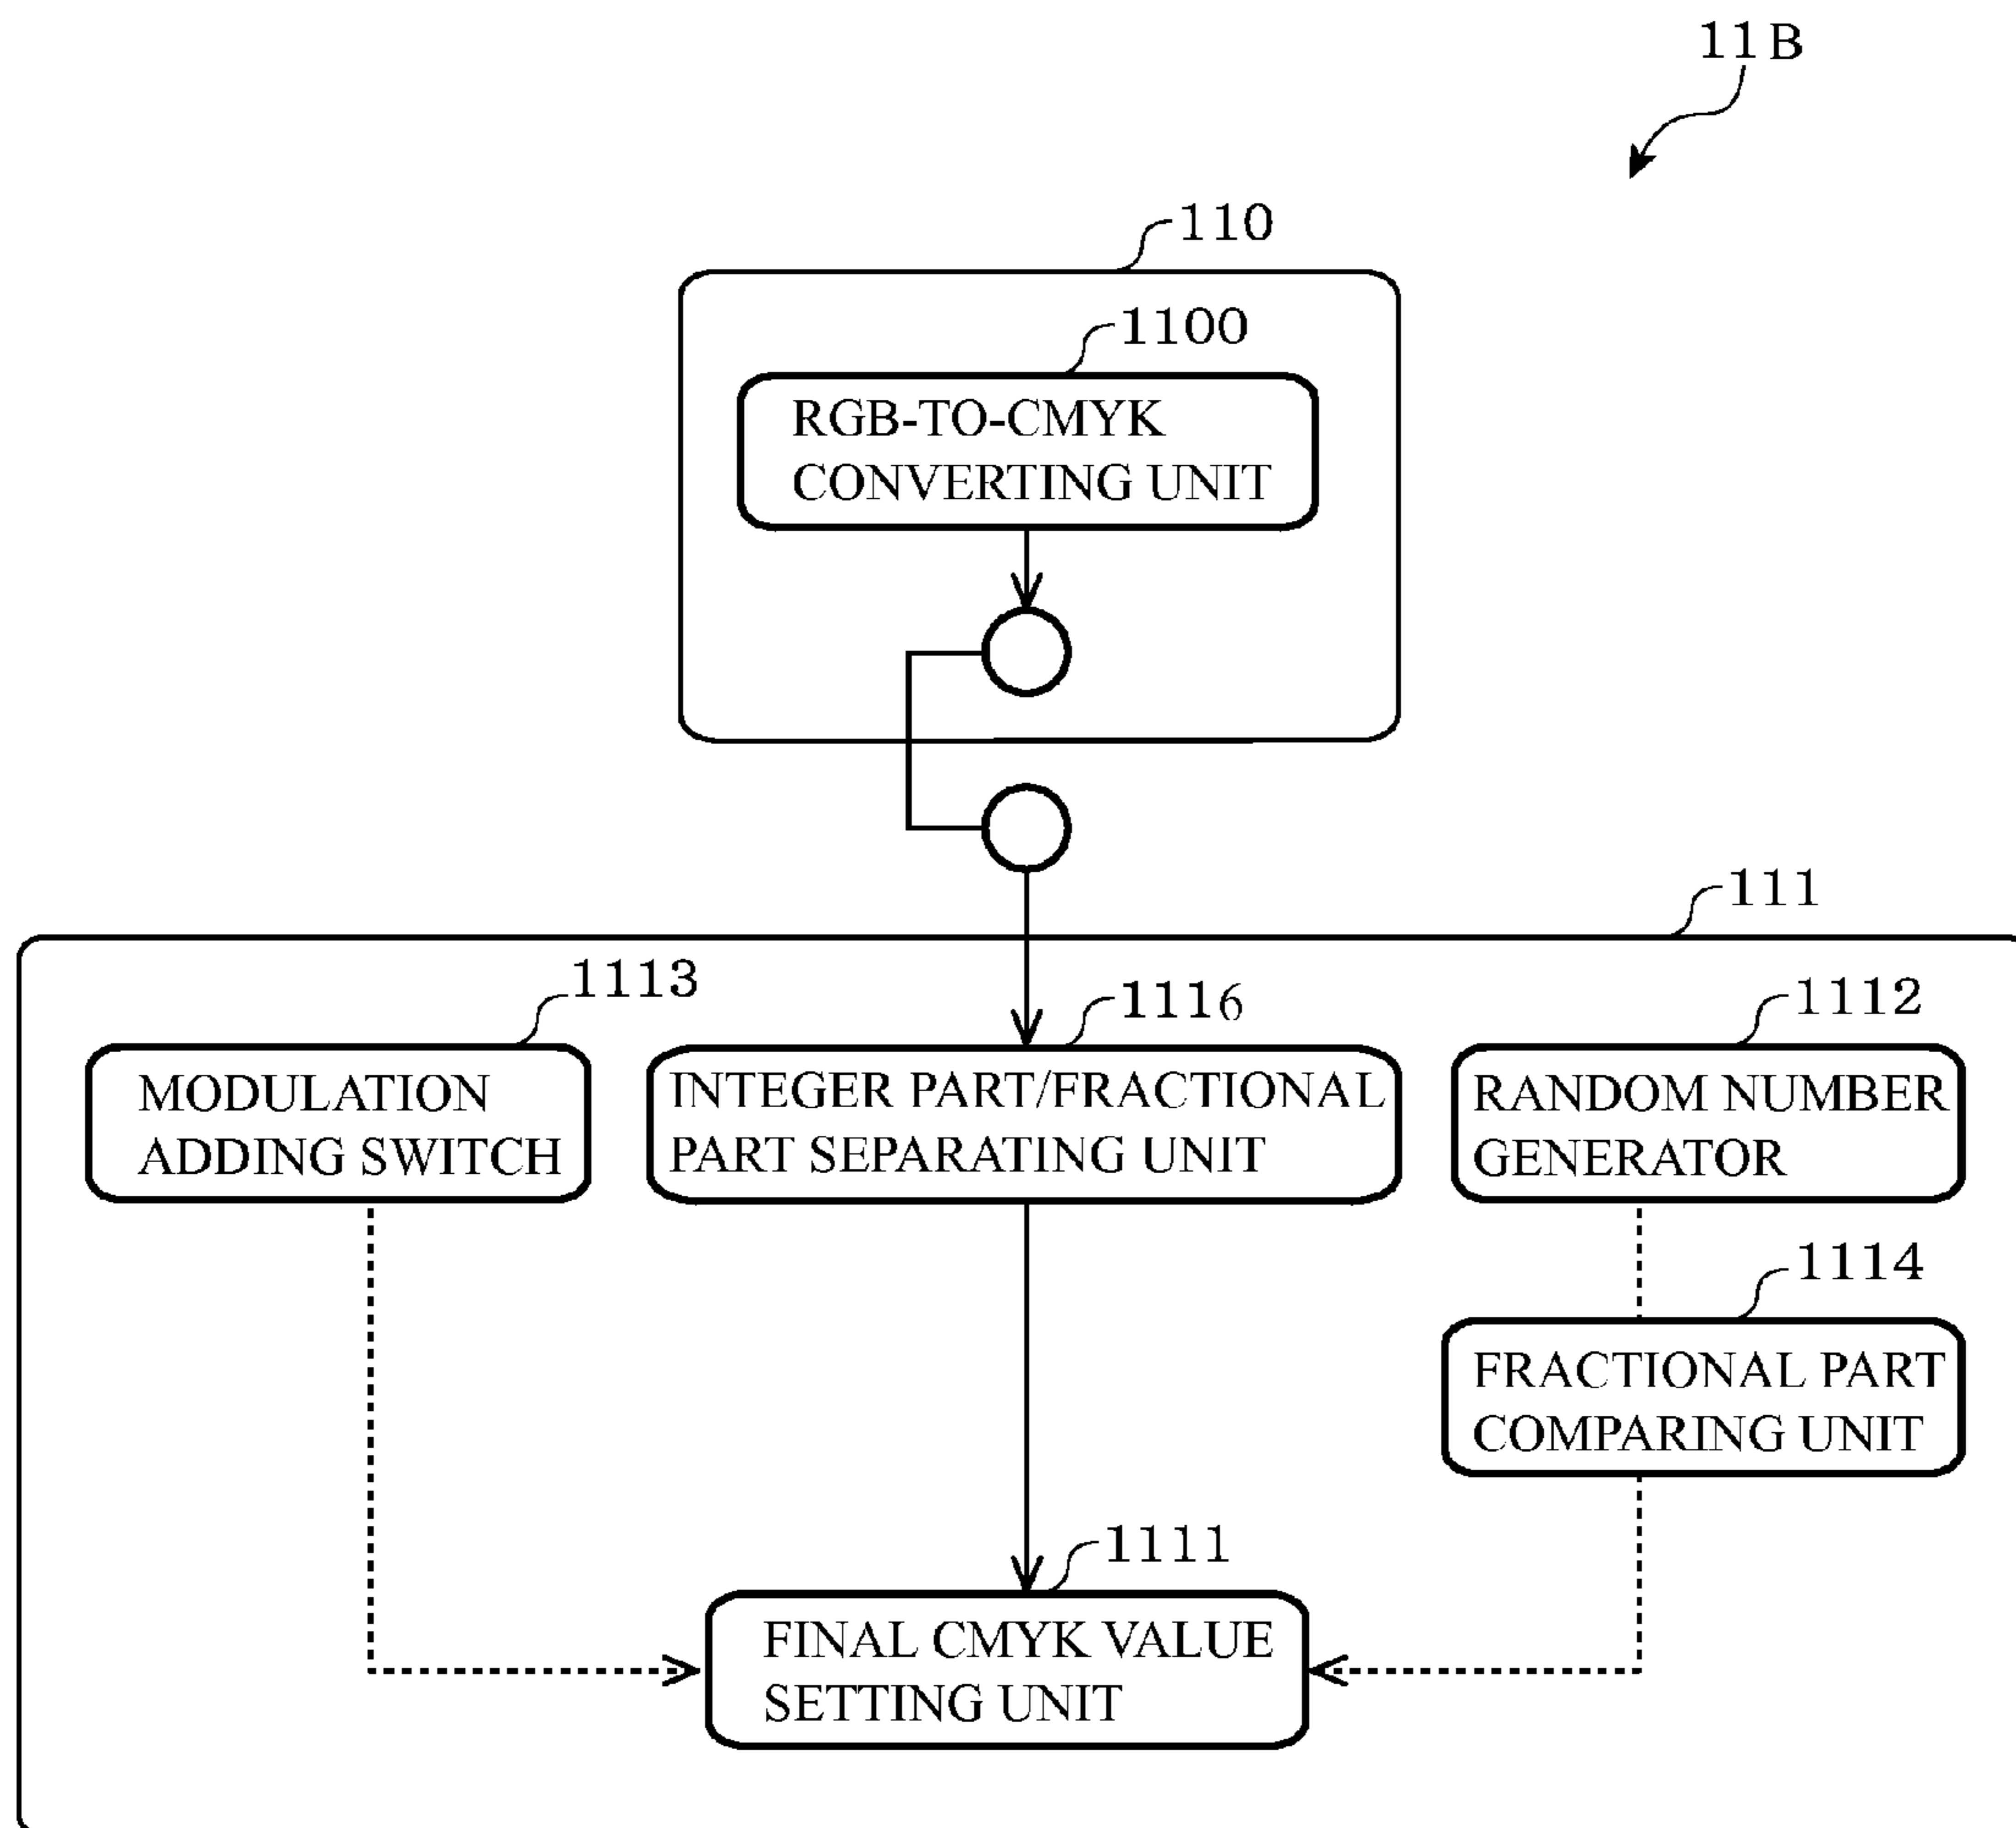 11B
110
1100
RGB-TO-CMYK
CONVERTING UNIT
111
1113
MODULATION
ADDING SWITCH
1116
INTEGER PART/FRACTIONAL
PART SEPARATING UNIT
1112
RANDOM NUMBER
GENERATOR
1114
FRACTIONAL PART
COMPARING UNIT
1111
FINAL CMYK VALUE
SETTING UNIT